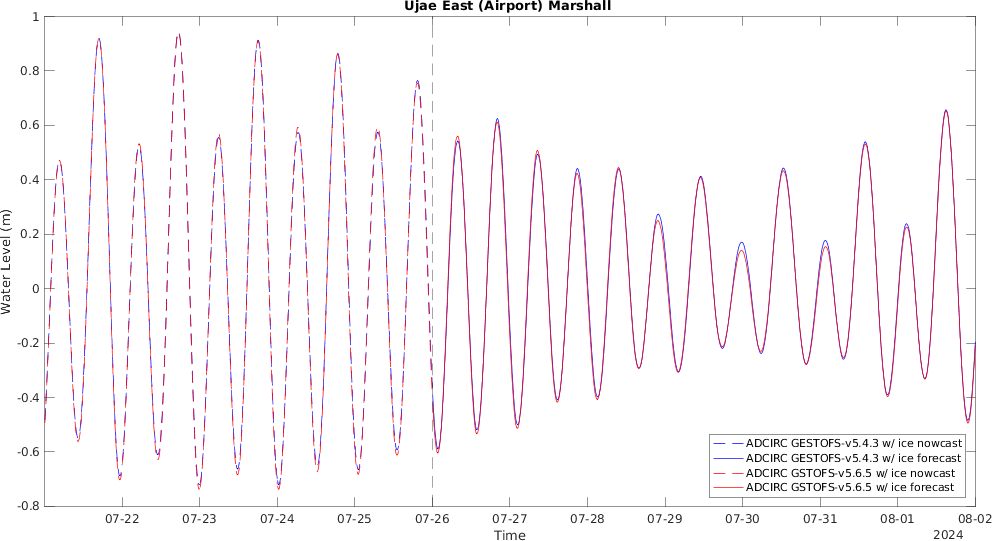 Ujae East (Airport) Marshall
1
0.8
0.6
0.4
0.2
0
-0.2
-0.4
-0.6
-0.8
Water Level (m)
ADCIRC GESTOFS-v5.4.3 w/ ice nowcast
ADCIRC GESTOFS-v5.4.3 w/ ice forecast
ADCIRC GSTOFS-v5.6.5 w/ ice nowcast
ADCIRC GSTOFS-v5.6.5 w/ ice forecast
07-22 07-23 07-24 07-25 07-26 07-27 07-28 07-29 07-30 07-31 08-01 08-02
Time
2024